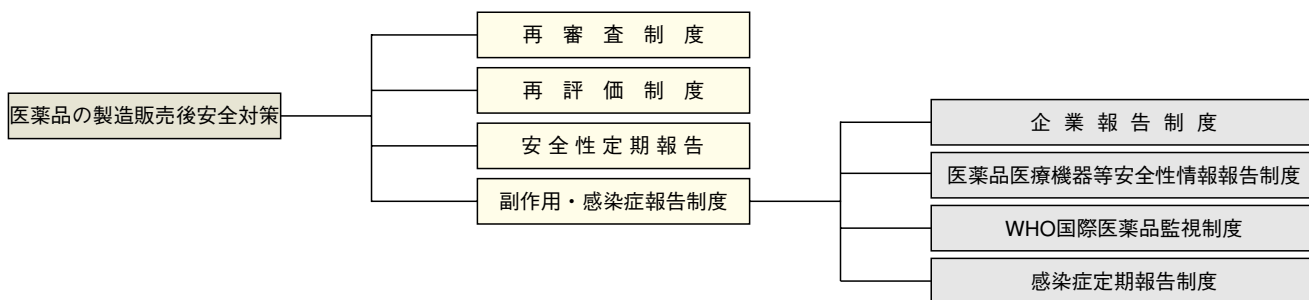 医薬品の製造販売後安全対策
再審査制度
再評価制度
安全性定期報告
副作用・感染症報告制度
企業報告制度
医薬品医療機器等安全性情報報告制度
WHO国際医薬品監視制度
感染症定期報告制度